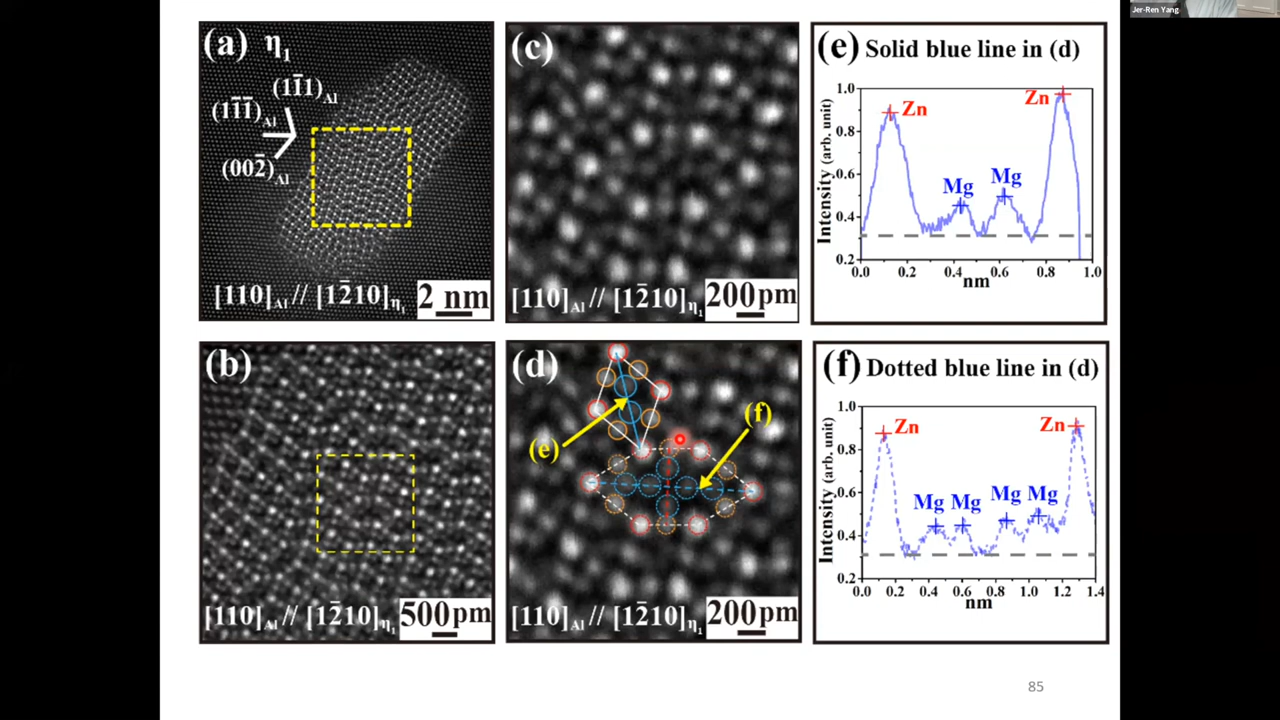 Jer-Ren Yang
(a) η₁
(11̅1)Al
(11̅1̅)Al
(002̅)Al
[110]Al // [12̅10]η₁ 2 nm
(c)
[110]Al // [12̅10]η₁ 200pm
(e) Solid blue line in (d)
Intensity (arb. unit)
1.0
0.8
0.6
0.4
0.2
Zn
Mg
Mg
Zn
0.0 0.2 0.4 0.6 0.8 1.0
nm
(b)
[110]Al // [12̅10]η₁ 500pm
(d)
(e)
(f)
[110]Al // [12̅10]η₁ 200pm
(f) Dotted blue line in (d)
Intensity (arb. unit)
1.0
0.8
0.6
0.4
0.2
Zn
Mg
Mg
Mg
Mg
Zn
0.0 0.2 0.4 0.6 0.8 1.0 1.2 1.4
nm
85